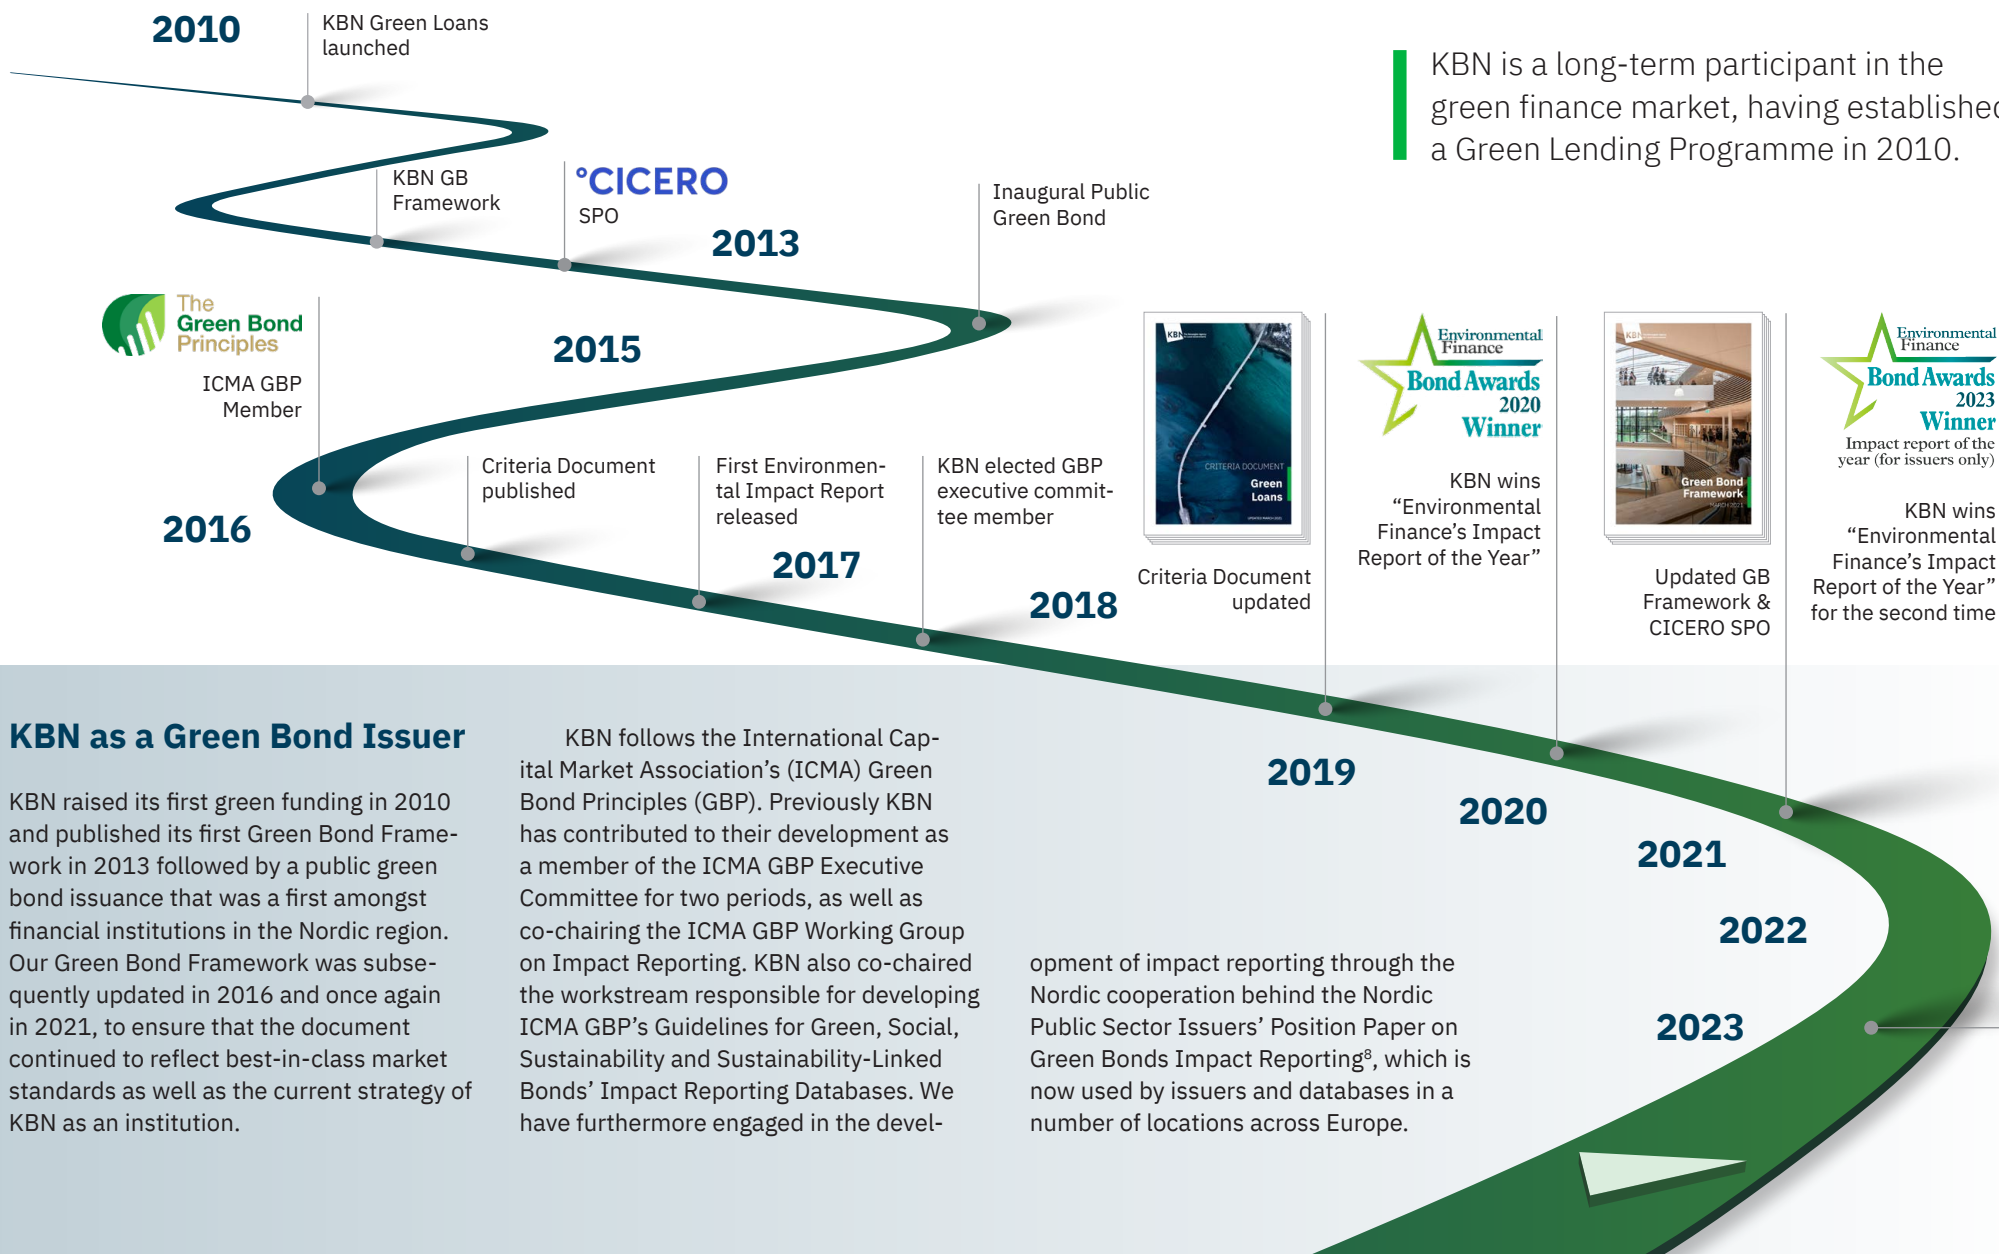 2010
KBN Green Loans
launched
KBN is a long-term participant in the
green finance market, having established
a Green Lending Programme in 2010.
KBN GB
Framework
°CICERO
SPO
2013
Inaugural Public
Green Bond
The
Green Bond
Principles
ICMA GBP
Member
2015
2016
Criteria Document
published
First Environmen-
tal Impact Report
released
2017
KBN elected GBP
executive commit-
tee member
2018
KBN
CRITERIA DOCUMENT
Green
Loans
UPDATED MARCH 2021
Criteria Document
updated
Environmental
Finance
Bond Awards
2020
Winner
KBN wins
“Environmental
Finance’s Impact
Report of the Year”
KBN
Green Bond
Framework
MARCH 2021
Updated GB
Framework &
CICERO SPO
Environmental
Finance
Bond Awards
2023
Winner
Impact report of the
year (for issuers only)
KBN wins
“Environmental
Finance’s Impact
Report of the Year”
for the second time
2019
2020
2021
2022
2023
KBN as a Green Bond Issuer
KBN raised its first green funding in 2010
and published its first Green Bond Frame-
work in 2013 followed by a public green
bond issuance that was a first amongst
financial institutions in the Nordic region.
Our Green Bond Framework was subse-
quently updated in 2016 and once again
in 2021, to ensure that the document
continued to reflect best-in-class market
standards as well as the current strategy of
KBN as an institution.
KBN follows the International Cap-
ital Market Association’s (ICMA) Green
Bond Principles (GBP). Previously KBN
has contributed to their development as
a member of the ICMA GBP Executive
Committee for two periods, as well as
co-chairing the ICMA GBP Working Group
on Impact Reporting. KBN also co-chaired
the workstream responsible for developing
ICMA GBP’s Guidelines for Green, Social,
Sustainability and Sustainability-Linked
Bonds’ Impact Reporting Databases. We
have furthermore engaged in the devel-
opment of impact reporting through the
Nordic cooperation behind the Nordic
Public Sector Issuers’ Position Paper on
Green Bonds Impact Reporting⁸, which is
now used by issuers and databases in a
number of locations across Europe.